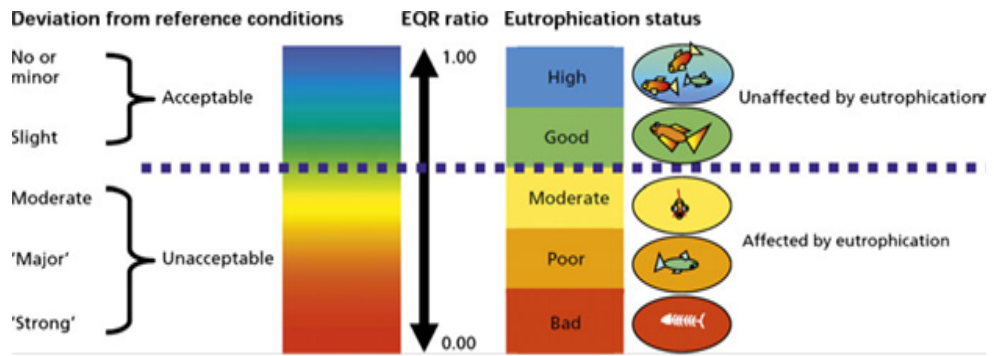 Deviation from reference conditions EQR ratio Eutrophication status
No or
minor
Acceptable
Slight
Moderate
'Major'
Unacceptable
'Strong'
1.00
0.00
High
Good
Moderate
Poor
Bad
Unaffected by eutrophication
Affected by eutrophication